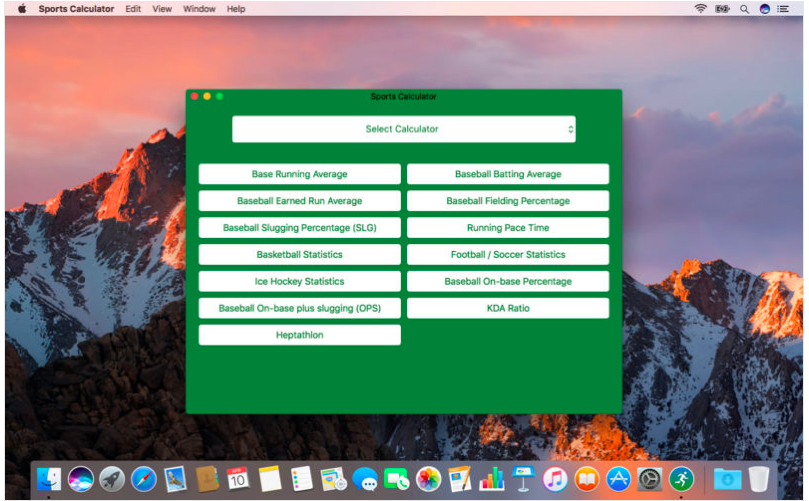 Sports Calculator Edit View Window Help
Sports Calculator
Select Calculator
Base Running Average
Baseball Batting Average
Baseball Earned Run Average
Baseball Fielding Percentage
Baseball Slugging Percentage (SLG)
Running Pace Time
Basketball Statistics
Football / Soccer Statistics
Ice Hockey Statistics
Baseball On-base Percentage
Baseball On-base plus slugging (OPS)
KDA Ratio
Heptathlon
10